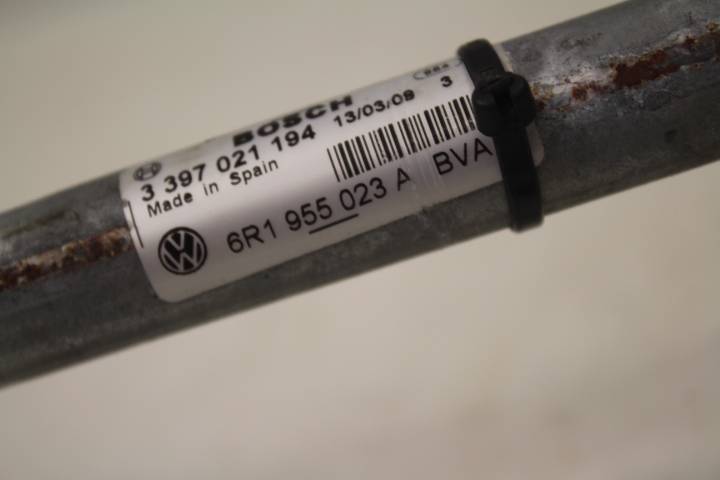 BOSCH
3 397 021 194 13/03/09 3
Made in Spain
6R1 955 023 A BVA